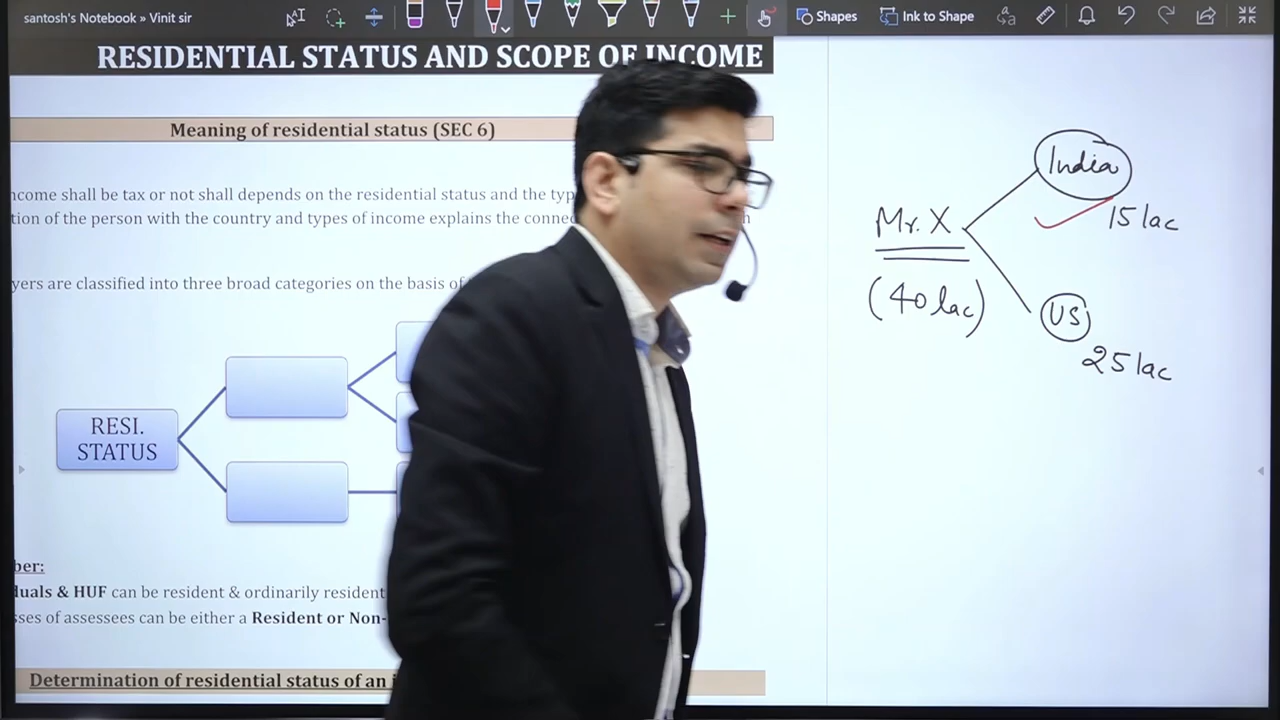 santosh's Notebook » Vinit sir
Shapes
Ink to Shape
RESIDENTIAL STATUS AND SCOPE OF INCOME
Meaning of residential status (SEC 6)
ncome shall be tax or not shall depends on the residential status and the typ
tion of the person with the country and types of income explains the connec
yers are classified into three broad categories on the basis of
RESI.
STATUS
ber:
duals & HUF can be resident & ordinarily resident
sses of assessees can be either a Resident or Non-
Determination of residential status of an i
India
15 lac
Mr. X
(40 lac)
US
25 lac